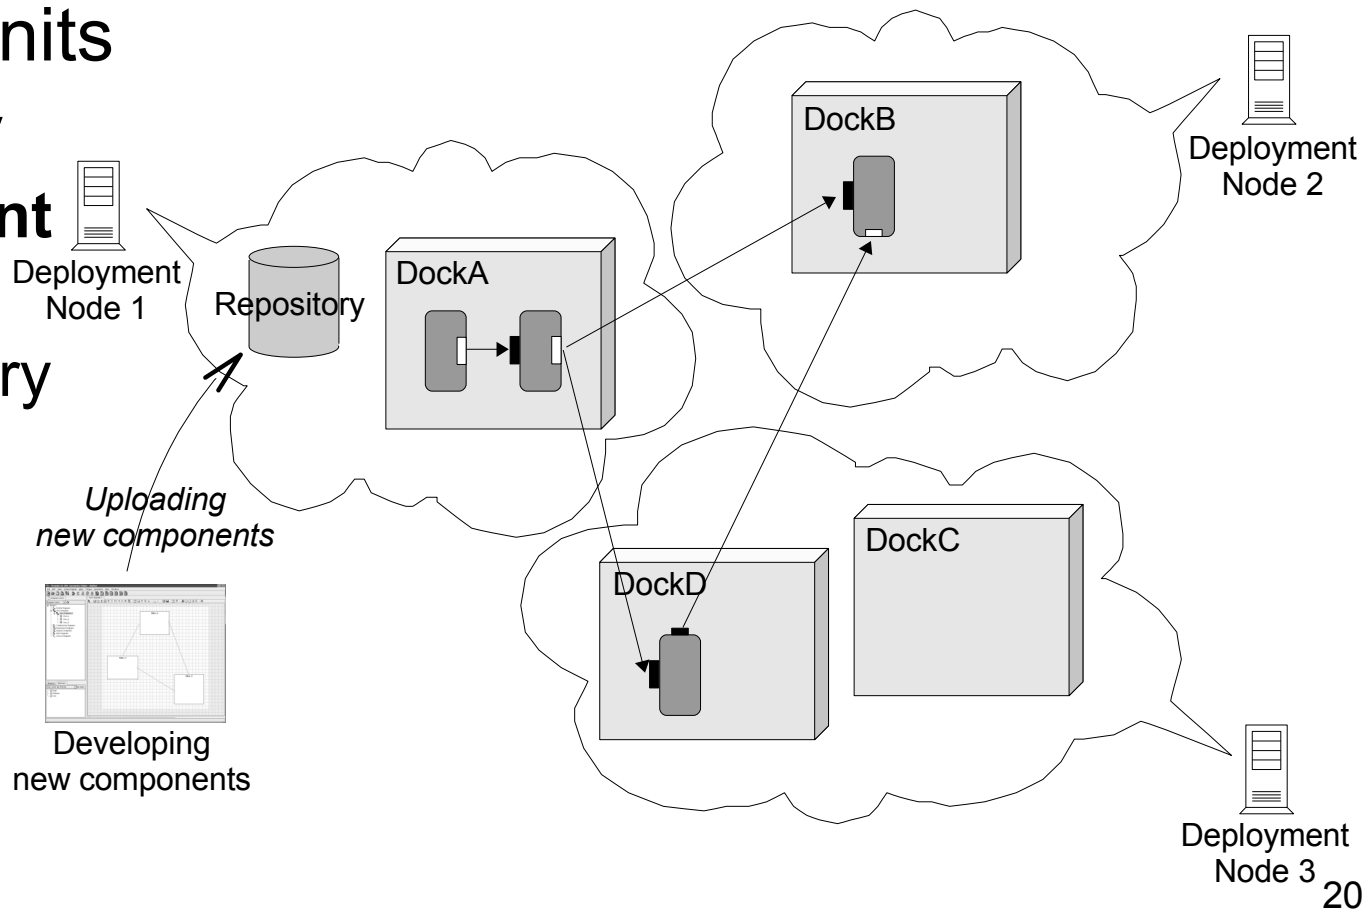 nits
y
nt
ry
DockB
Deployment
Node 2
Deployment
Node 1
Repository
DockA
Uploading
new components
DockD
DockC
Developing
new components
Deployment
Node 3
20